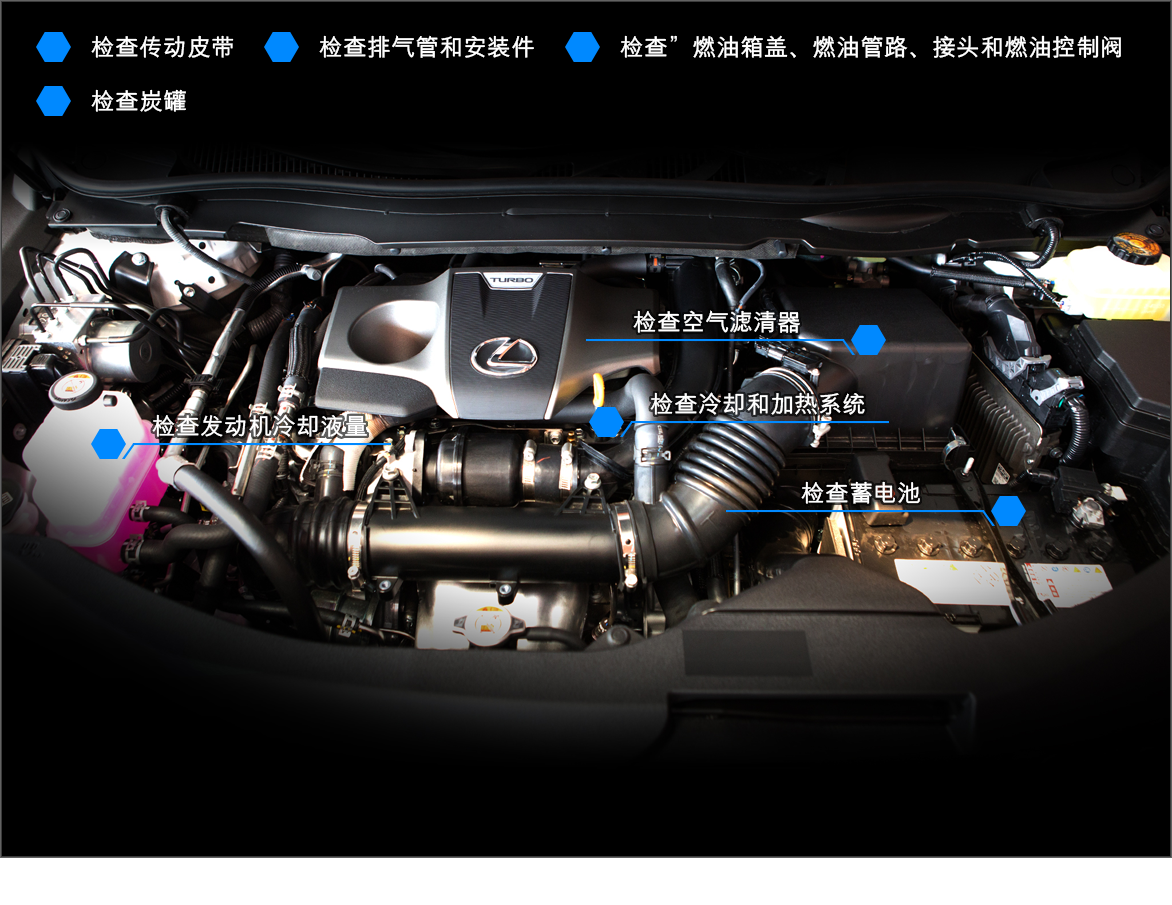 检查传动皮带 检查排气管和安装件 检查”燃油箱盖、燃油管路、接头和燃油控制阀
检查炭罐
TURBO
检查空气滤清器
检查冷却和加热系统
检查发动机冷却液量
检查蓄电池